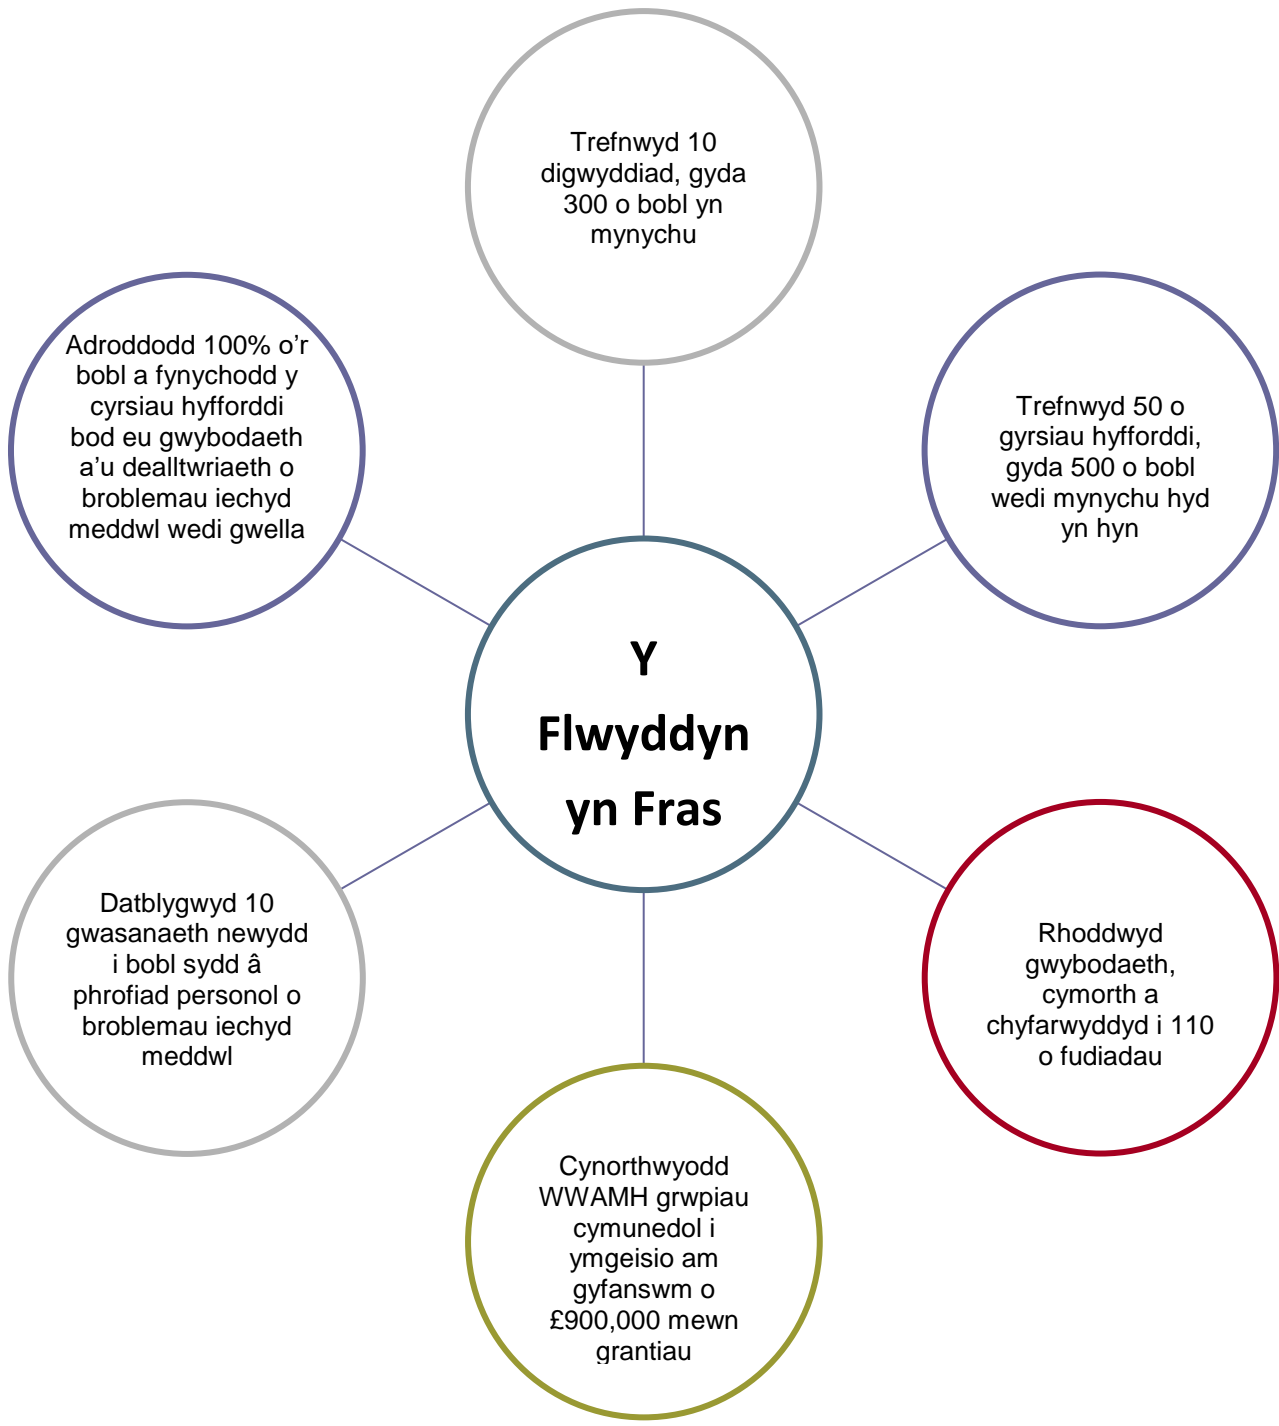 Trefnwyd 10
digwyddiad, gyda
300 o bobl yn
mynychu
Adroddodd 100% o’r
bobl a fynychodd y
cyrsiau hyfforddi
bod eu gwybodaeth
a’u dealltwriaeth o
broblemau iechyd
meddwl wedi gwella
Trefnwyd 50 o
gyrsiau hyfforddi,
gyda 500 o bobl
wedi mynychu hyd
yn hyn
Y
Flwyddyn
yn Fras
Datblygwyd 10
gwasanaeth newydd
i bobl sydd â
phrofiad personol o
broblemau iechyd
meddwl
Rhoddwyd
gwybodaeth,
cymorth a
chyfarwyddyd i 110
o fudiadau
Cynorthwyodd
WWAMH grwpiau
cymunedol i
ymgeisio am
gyfanswm o
£900,000 mewn
grantiau